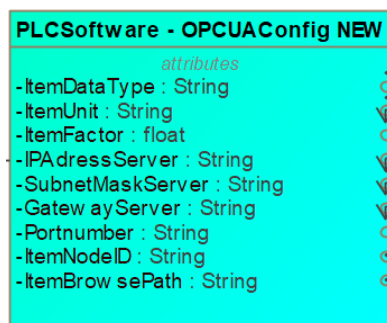 PLCSoftware - OPCUAConfig NEW
attributes
-ItemDataType : String
-ItemUnit : String
-ItemFactor : float
-IPAdressServer : String
-SubnetMaskServer : String
-GatewayServer : String
-Portnumber : String
-ItemNodeID : String
-ItemBrowsePath : String